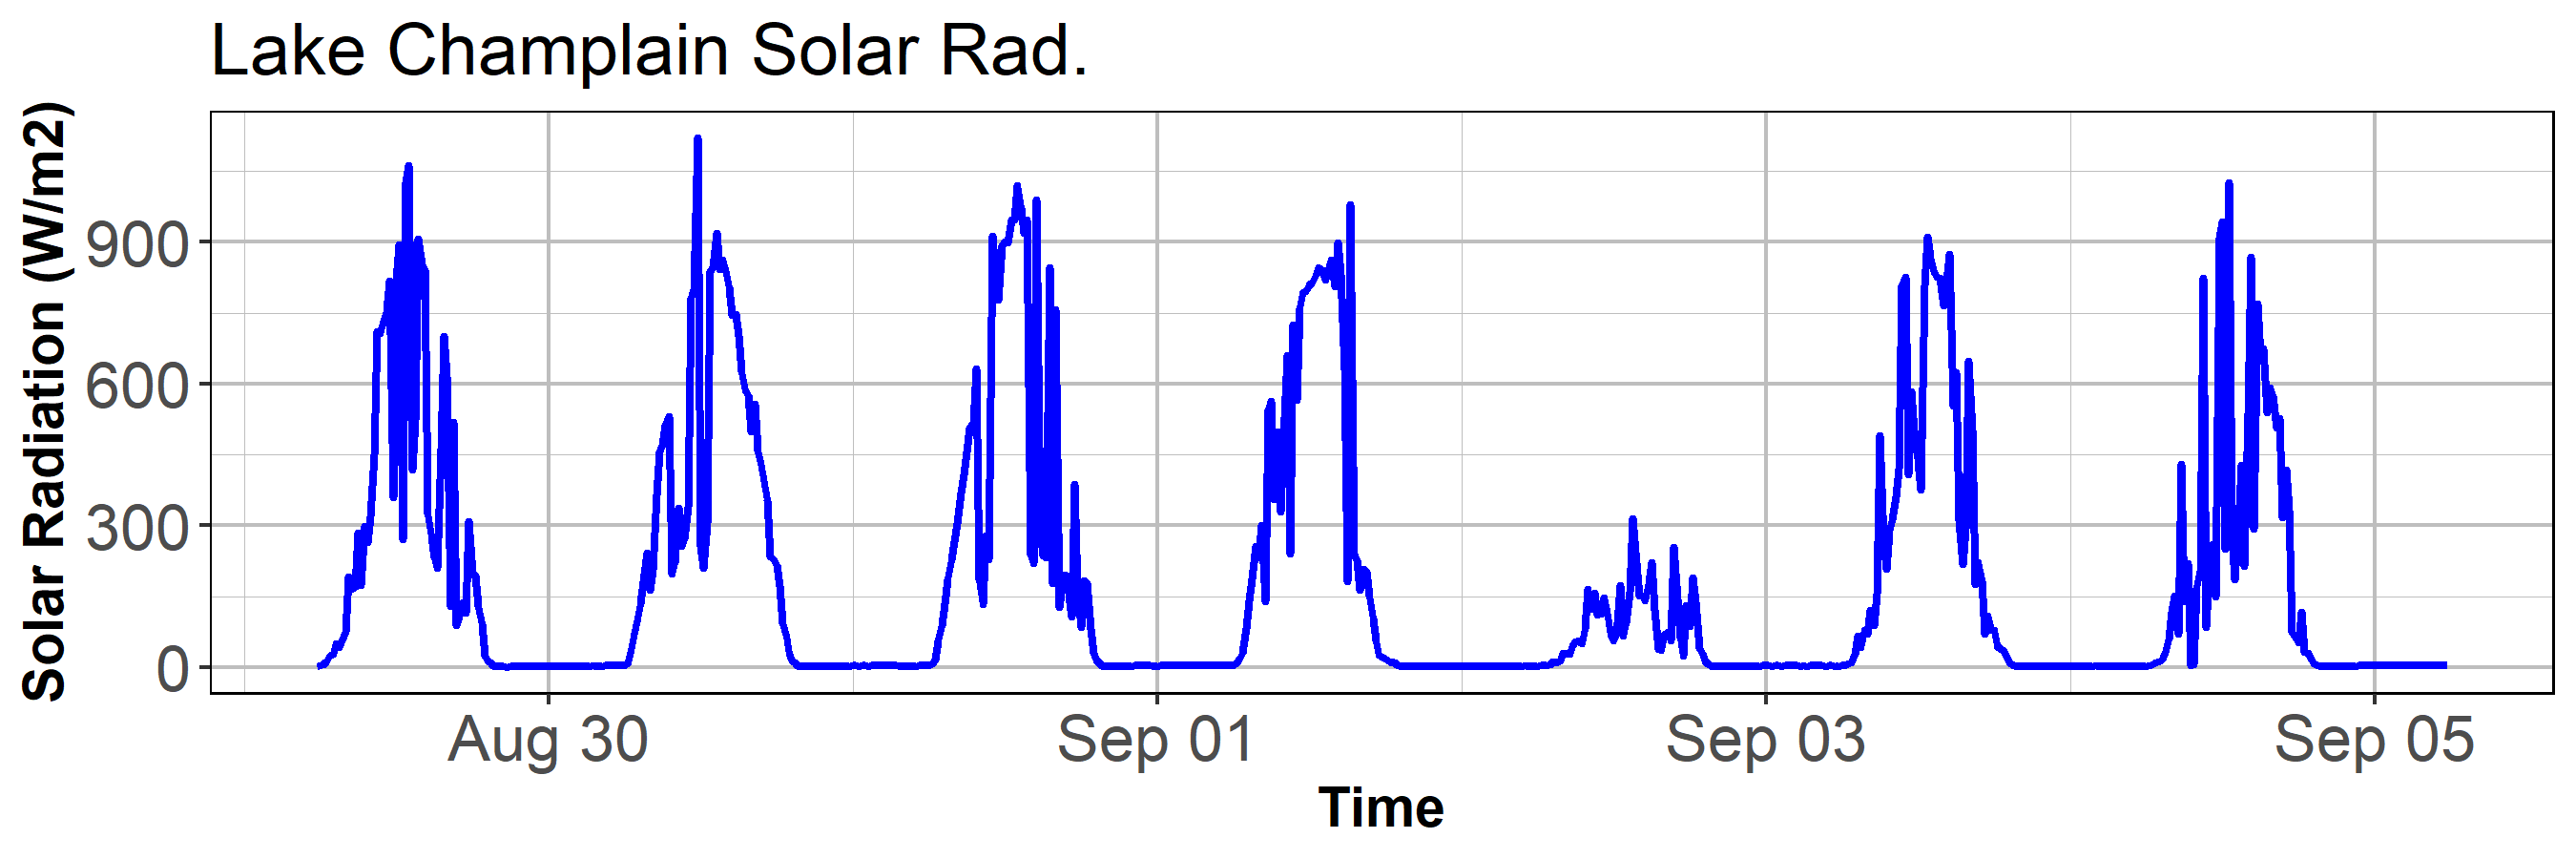 Lake Champlain Solar Rad.
Solar Radiation (W/m2)
900
600
300
0
Aug 30
Sep 01
Sep 03
Sep 05
Time